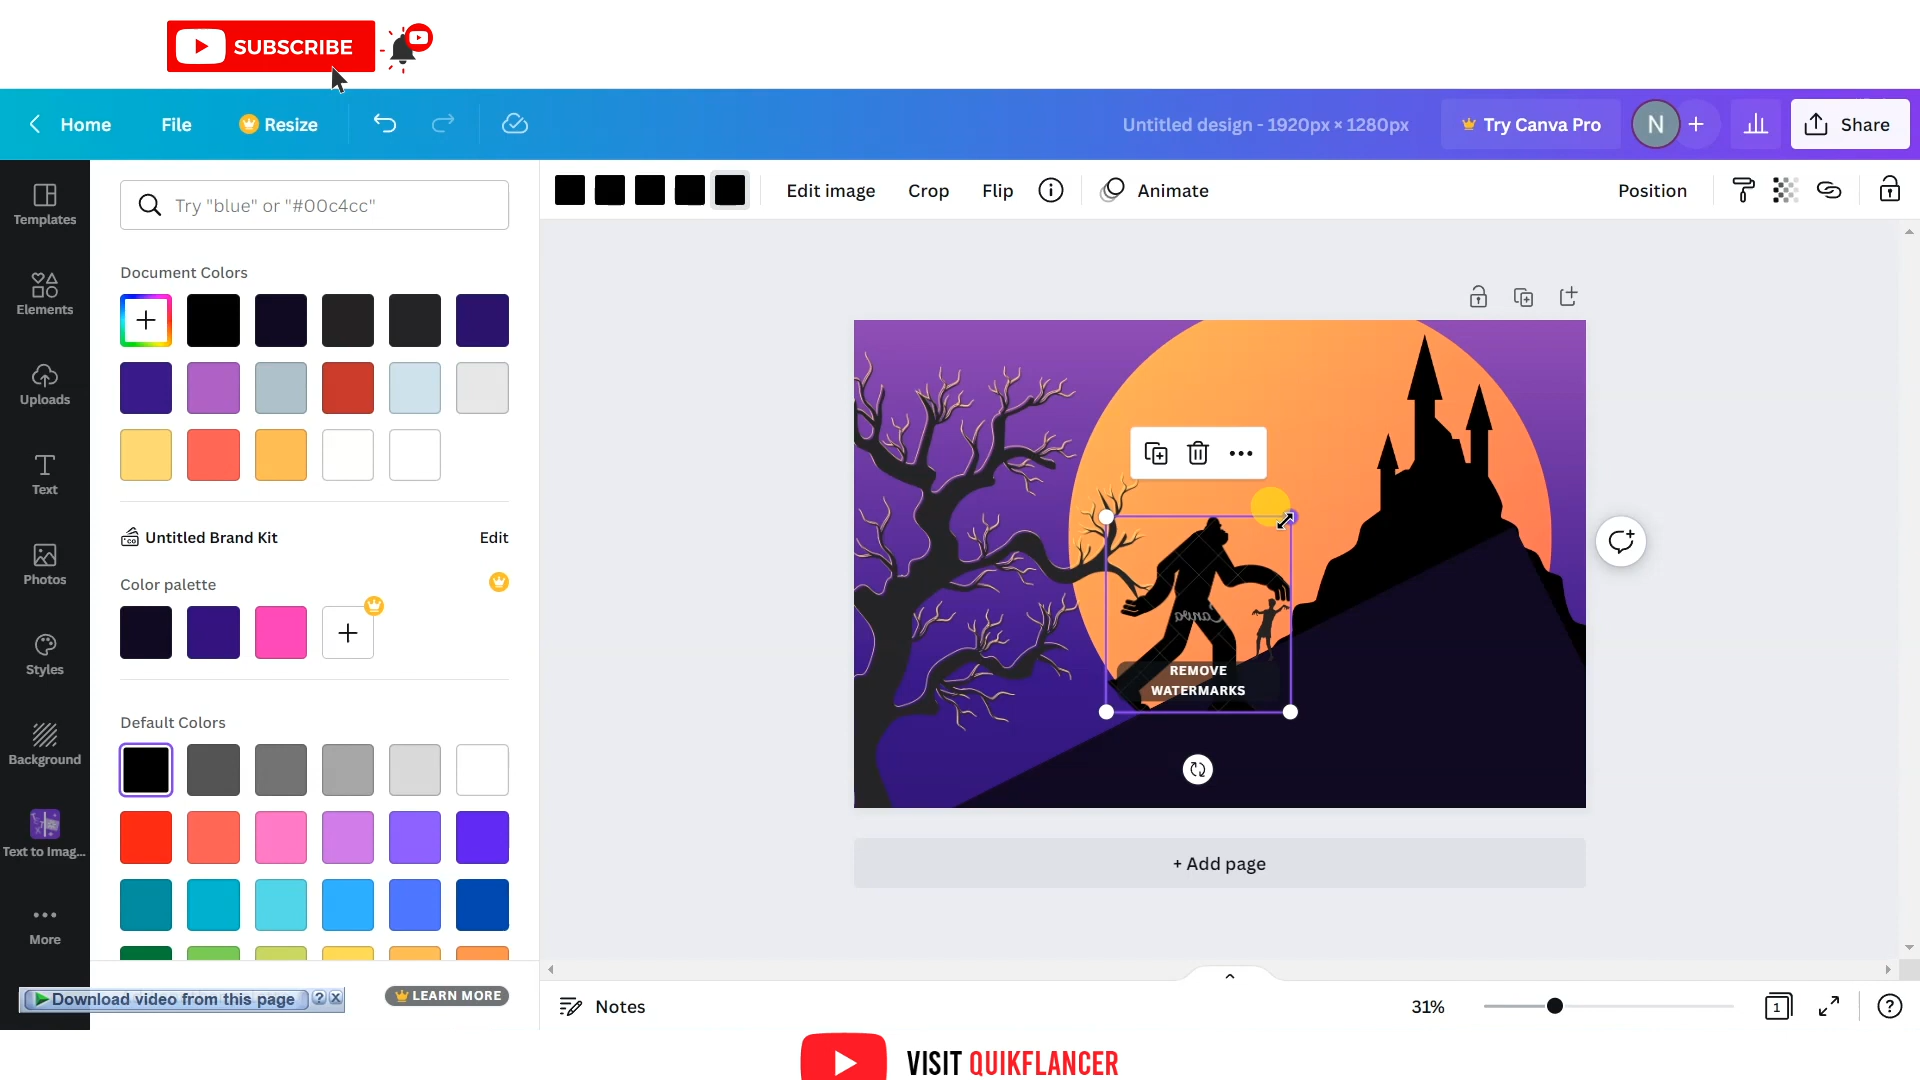 SUBSCRIBE
Home
File
Resize
Untitled design - 1920px × 1280px
Try Canva Pro
N
+
Share
Templates
Elements
Uploads
Text
Photos
Styles
Background
Text to Imag...
More
Try "blue" or "#00c4cc"
Document Colors
Untitled Brand Kit
Edit
Color palette
Default Colors
LEARN MORE
Download video from this page
? X
Edit image
Crop
Flip
Animate
Position
Canva
REMOVE
WATERMARKS
+ Add page
Notes
31%
1
?
VISIT QUIKFLANCER